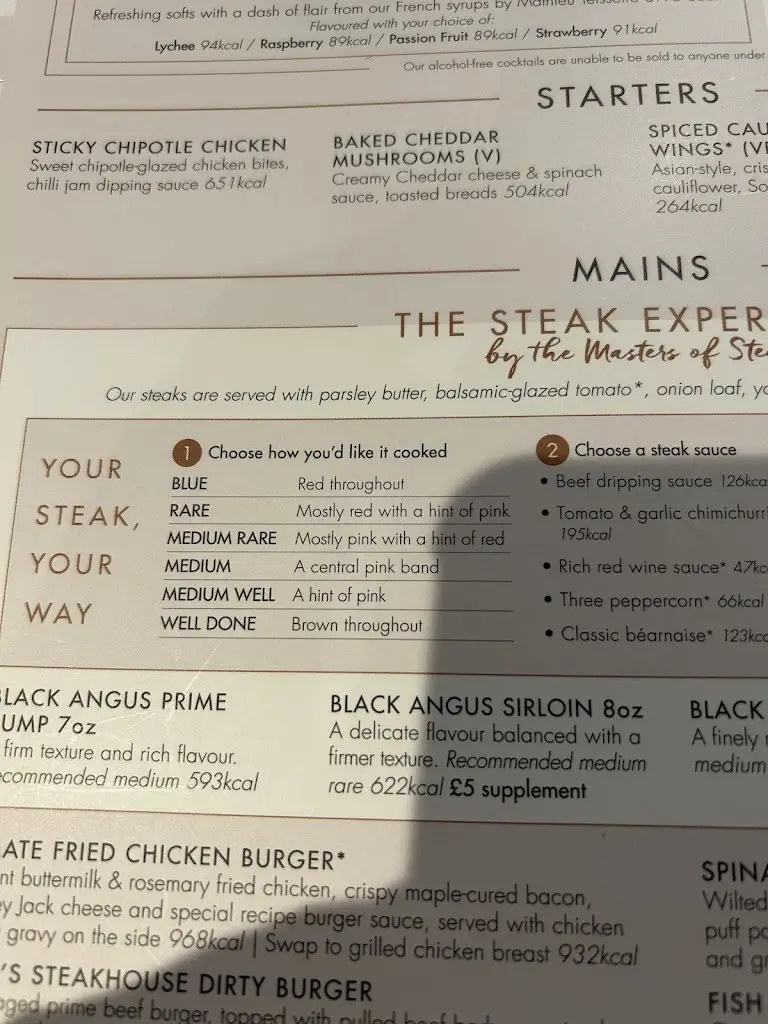 Refreshing softs with a dash of flair from our French syrups by Mathieu
Flavoured with your choice of:
Lychee 94kcal / Raspberry 89kcal / Passion Fruit 89kcal / Strawberry 91kcal
Our alcohol-free cocktails are unable to be sold to anyone under
STARTERS
STICKY CHIPOTLE CHICKEN
Sweet chipotle-glazed chicken bites,
chilli jam dipping sauce 651kcal
BAKED CHEDDAR
MUSHROOMS (V)
Creamy Cheddar cheese & spinach
sauce, toasted breads 504kcal
SPICED CAU
WINGS* (V
Asian-style, cris
cauliflower, So
264kcal
MAINS
THE STEAK EXPER
by the Masters of Ste
Our steaks are served with parsley butter, balsamic-glazed tomato*, onion loaf, yo
YOUR
STEAK,
YOUR
WAY
1 Choose how you'd like it cooked
BLUE Red throughout
RARE Mostly red with a hint of pink
MEDIUM RARE Mostly pink with a hint of red
MEDIUM A central pink band
MEDIUM WELL A hint of pink
WELL DONE Brown throughout
2 Choose a steak sauce
• Beef dripping sauce 126kca
• Tomato & garlic chimichurri
195kcal
• Rich red wine sauce* 47kc
• Three peppercorn* 66kcal
• Classic béarnaise* 123kc
BLACK ANGUS PRIME
UMP 7oz
firm texture and rich flavour.
ecommended medium 593kcal
BLACK ANGUS SIRLOIN 8oz
A delicate flavour balanced with a
firmer texture. Recommended medium
rare 622kcal £5 supplement
BLACK
A finely
medium
ATE FRIED CHICKEN BURGER*
nt buttermilk & rosemary fried chicken, crispy maple-cured bacon,
ey Jack cheese and special recipe burger sauce, served with chicken
gravy on the side 968kcal | Swap to grilled chicken breast 932kcal
'S STEAKHOUSE DIRTY BURGER
aged prime beef burger, topped with pulled beef
SPINA
Wilted
puff pa
and gr
FISH